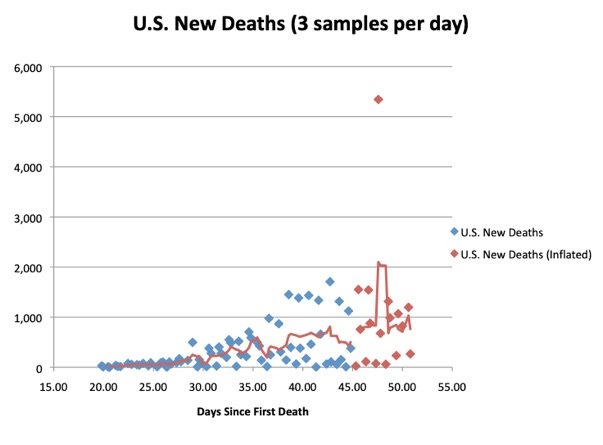 U.S. New Deaths (3 samples per day)
6,000
5,000
4,000
3,000
2,000
1,000
0
15.00 20.00 25.00 30.00 35.00 40.00 45.00 50.00 55.00
Days Since First Death
U.S. New Deaths
U.S. New Deaths (Inflated)